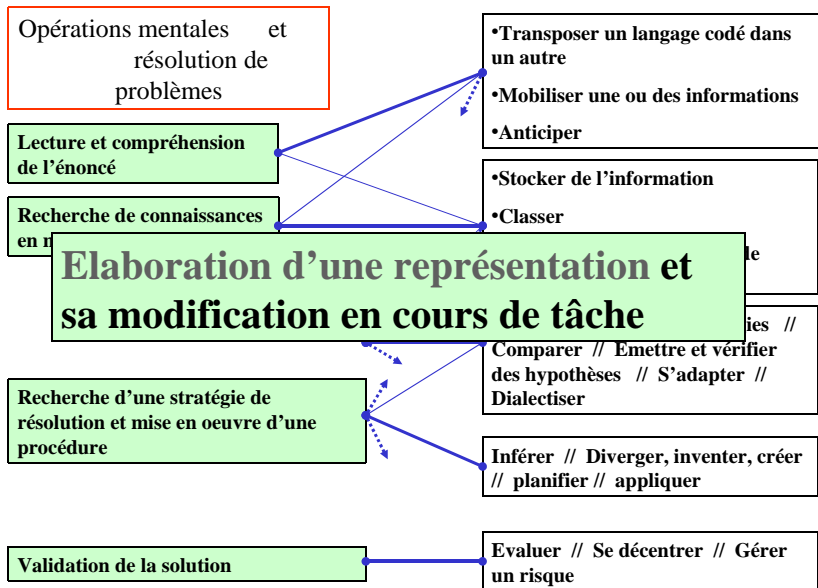 Opérations mentales et
résolution de
problèmes
Lecture et compréhension
de l'énoncé
Recherche de connaissances
en
Elaboration d'une représentation et
sa modification en cours de tâche
Recherche d'une stratégie de
résolution et mise en oeuvre d'une
procédure
Validation de la solution
•Transposer un langage codé dans
un autre
•Mobiliser une ou des informations
•Anticiper
•Stocker de l'information
•Classer
Comparer // Emettre et vérifier
des hypothèses // S'adapter //
Dialectiser
Inférer // Diverger, inventer, créer
// planifier // appliquer
Evaluer // Se décentrer // Gérer
un risque